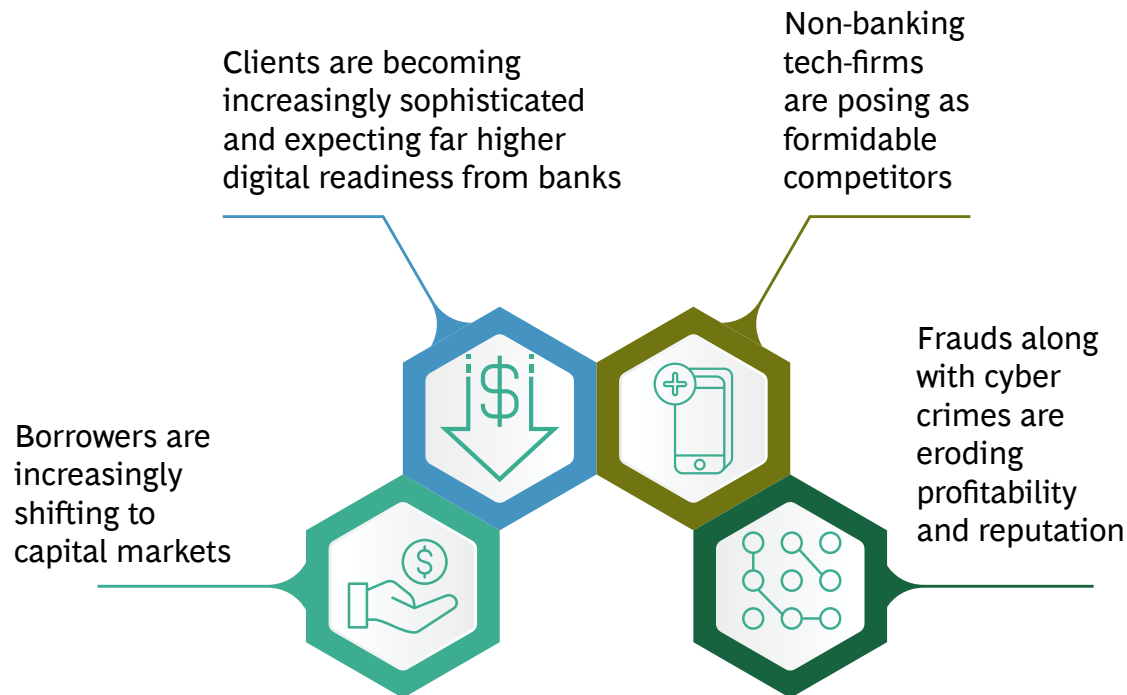 Clients are becoming
increasingly sophisticated
and expecting far higher
digital readiness from banks
Non-banking
tech-firms
are posing as
formidable
competitors
Borrowers are
increasingly
shifting to
capital markets
Frauds along
with cyber
crimes are
eroding
profitability
and reputation
$
$